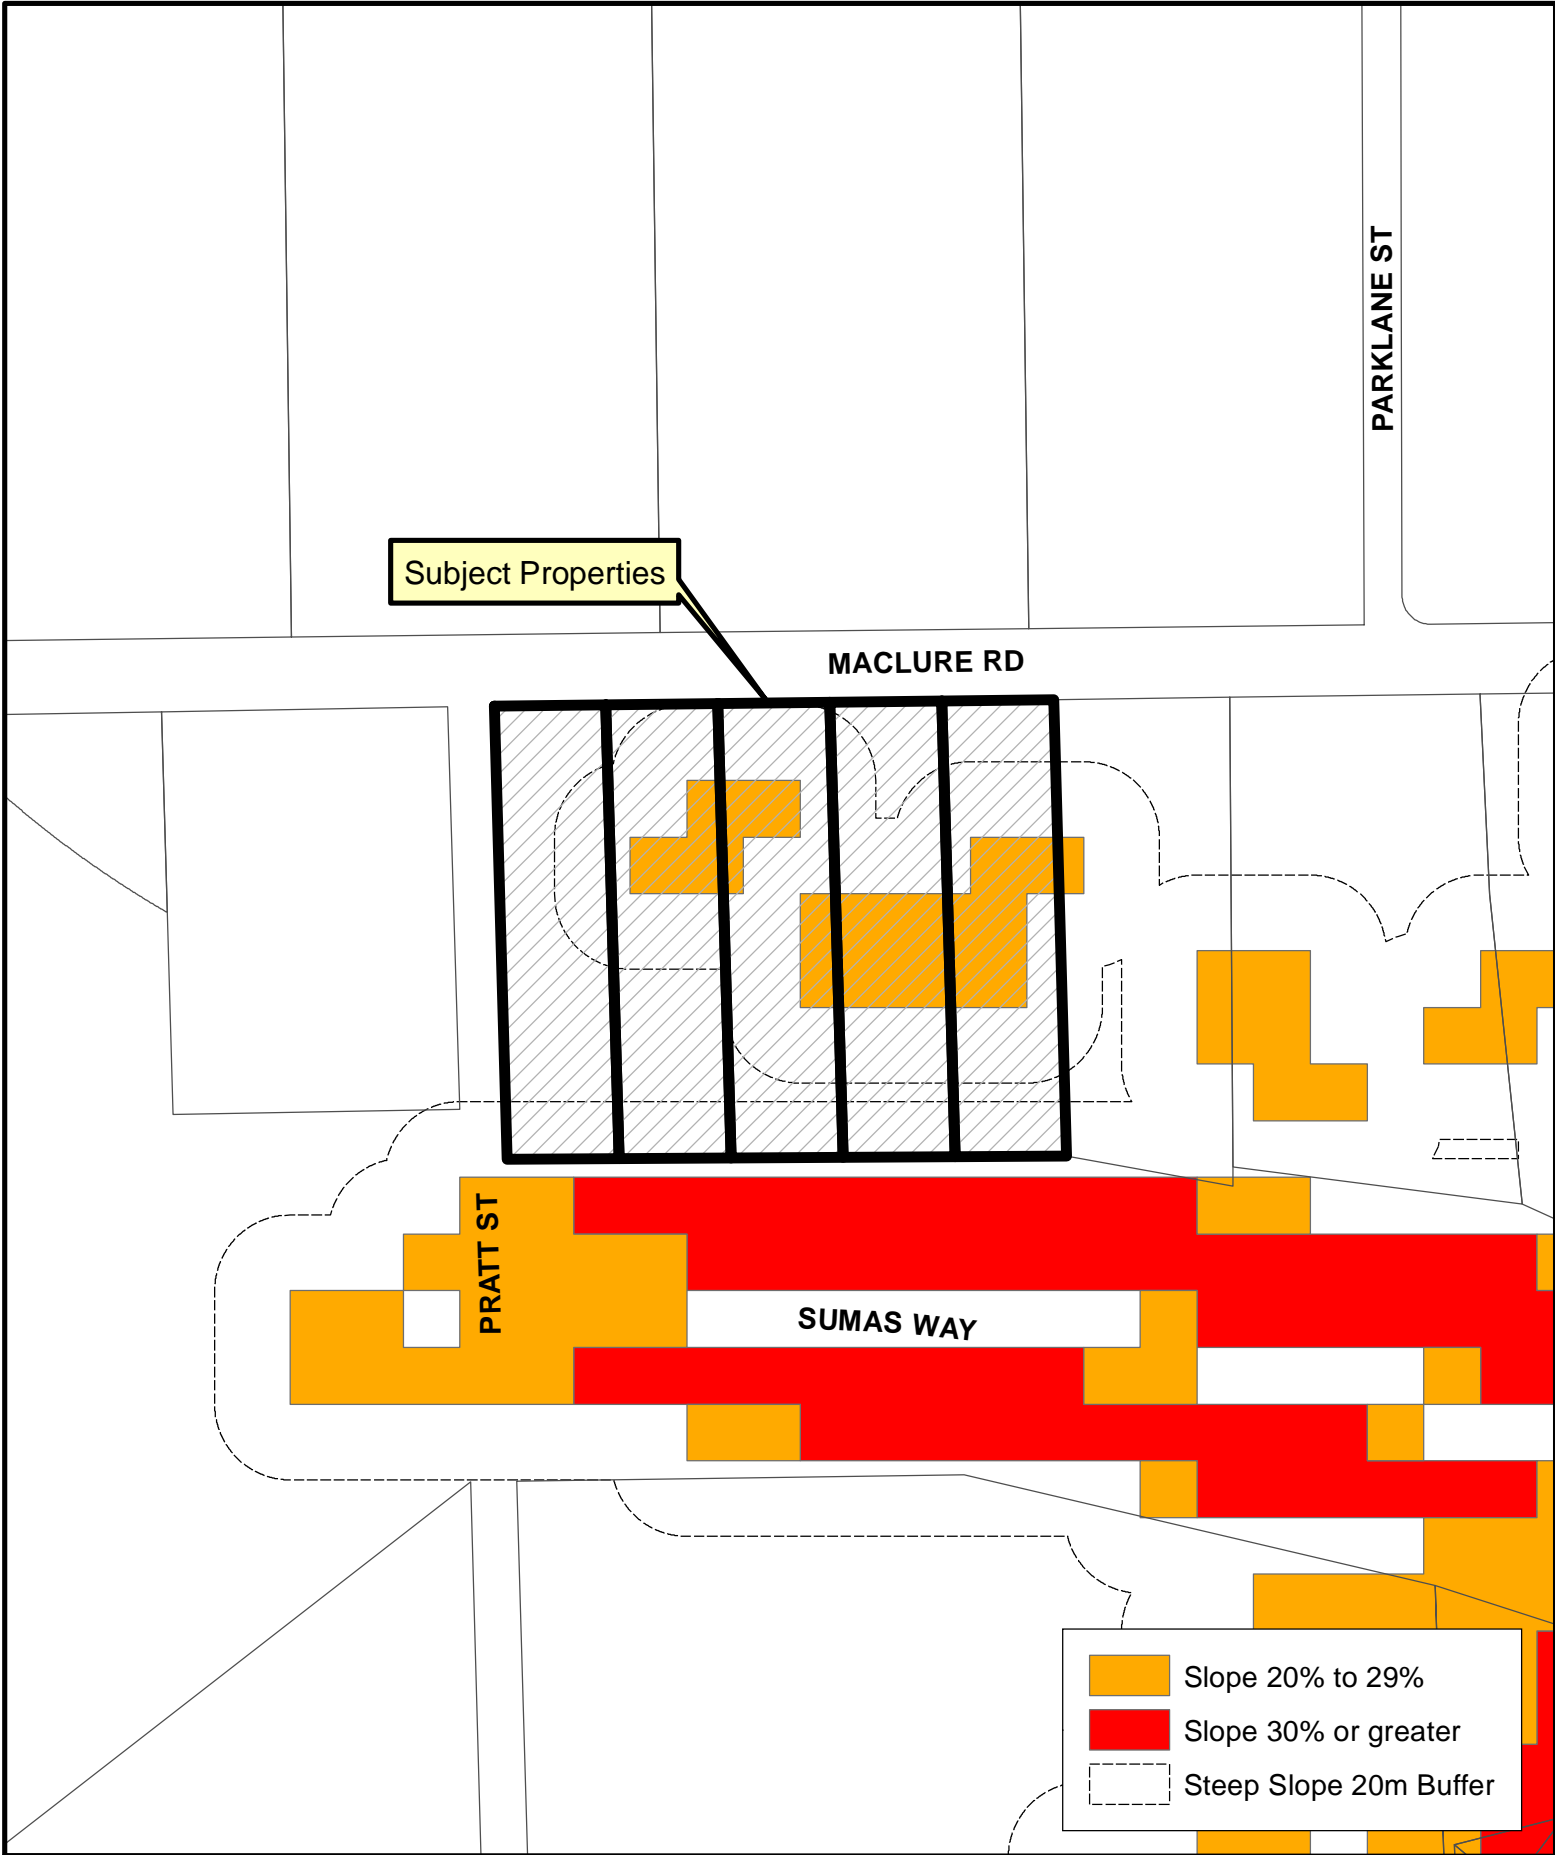 PARKLANE ST
Subject Properties
MACLURE RD
PRATT ST
SUMAS WAY
Slope 20% to 29%
Slope 30% or greater
Steep Slope 20m Buffer